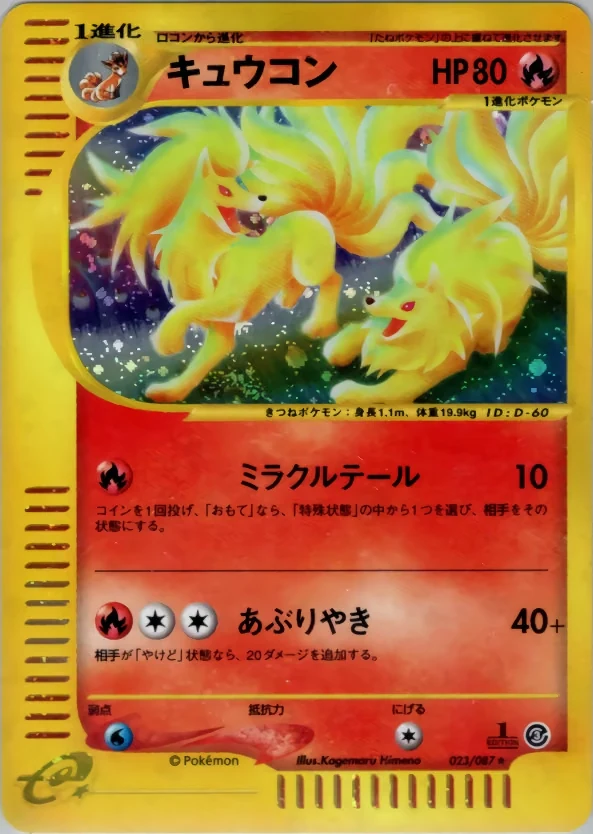 1進化 ロコンから進化 「たねポケモン」の上に重ねて進化させます。
キュウコン HP80
1進化ポケモン
きつねポケモン：身長1.1m、体重19.9kg ID：D-60
ミラクルテール 10
コインを1回投げ、「おもて」なら、「特殊状態」の中から1つを選び、相手をその
状態にする。
あぶりやき 40+
相手が「やけど」状態なら、20ダメージを追加する。
弱点 抵抗力 にげる
1
EDITION
© Pokémon Illus.Kagemaru Himeno 023/087
e